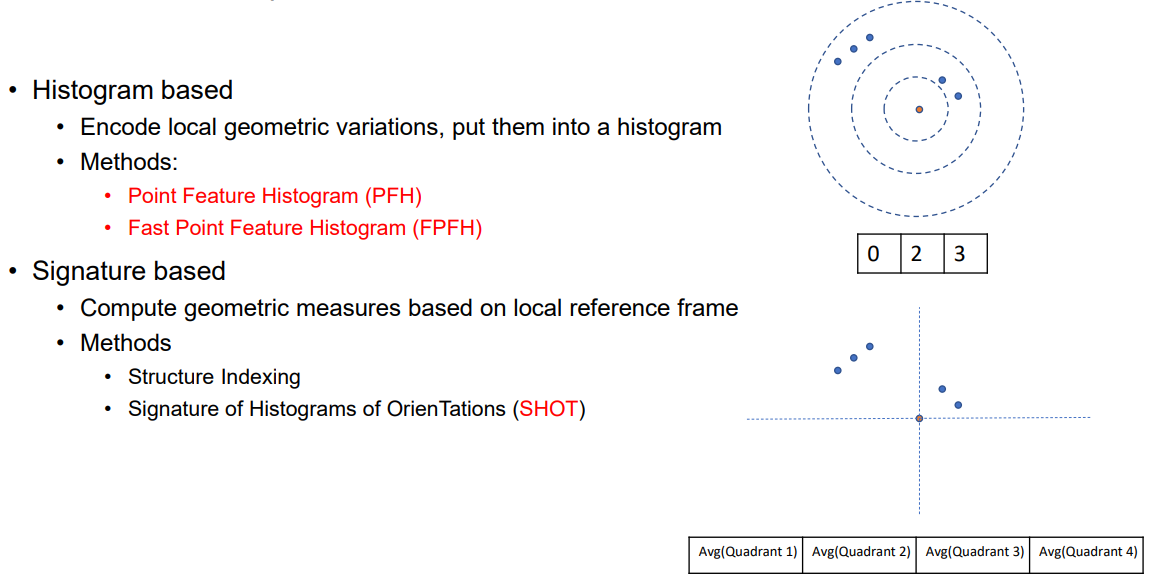 • Histogram based
• Encode local geometric variations, put them into a histogram
• Methods:
• Point Feature Histogram (PFH)
• Fast Point Feature Histogram (FPFH)
• Signature based
• Compute geometric measures based on local reference frame
• Methods
• Structure Indexing
• Signature of Histograms of OrienTations (SHOT)
0 2 3
Avg(Quadrant 1) Avg(Quadrant 2) Avg(Quadrant 3) Avg(Quadrant 4)